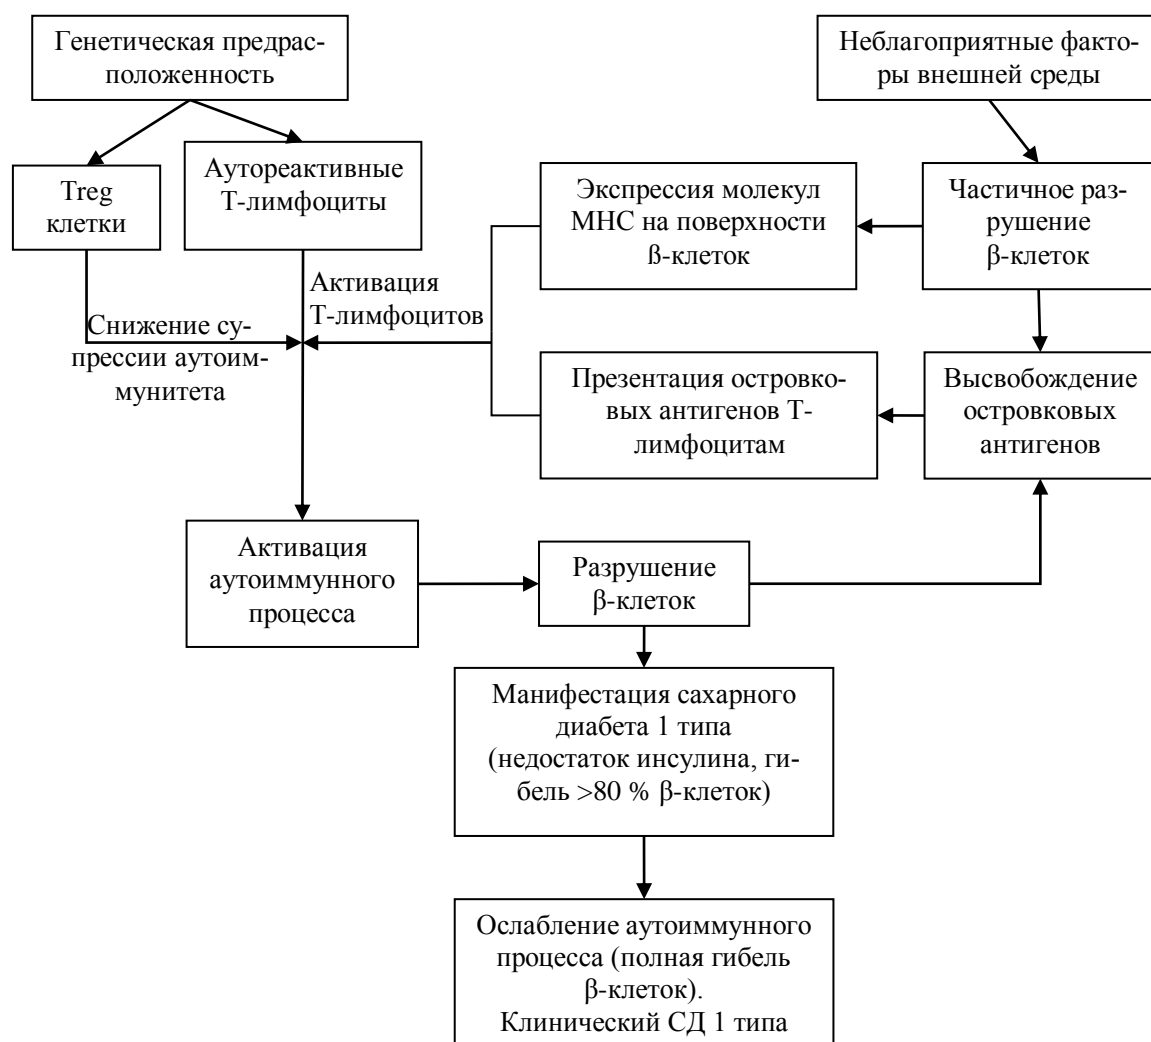 Генетическая предрас-
положенность
Неблагоприятные факто-
ры внешней среды
Treg
клетки
Аутореактивные
Т-лимфоциты
Экспрессия молекул
МНС на поверхности
ß-клеток
Частичное раз-
рушение
β-клеток
Активация
Т-лимфоцитов
Снижение су-
прессии аутоим-
мунитета
Презентация островко-
вых антигенов Т-
лимфоцитам
Высвобождение
островковых
антигенов
Активация
аутоиммунного
процесса
Разрушение
β-клеток
Манифестация сахарного
диабета 1 типа
(недостаток инсулина, ги-
бель >80 % β-клеток)
Ослабление аутоиммунного
процесса (полная гибель
β-клеток).
Клинический СД 1 типа